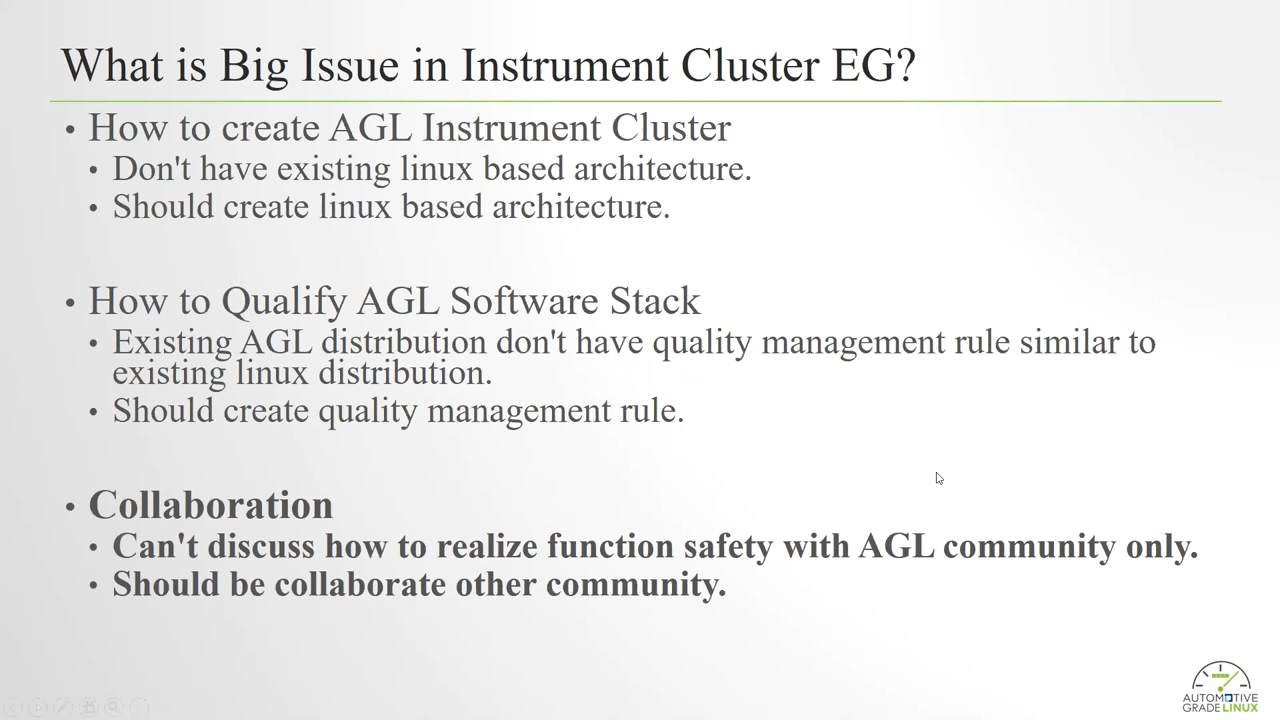 What is Big Issue in Instrument Cluster EG?
• How to create AGL Instrument Cluster
• Don't have existing linux based architecture.
• Should create linux based architecture.
• How to Qualify AGL Software Stack
• Existing AGL distribution don't have quality management rule similar to
existing linux distribution.
• Should create quality management rule.
• Collaboration
• Can't discuss how to realize function safety with AGL community only.
• Should be collaborate other community.
AUTOMOTIVE
GRADE LINUX